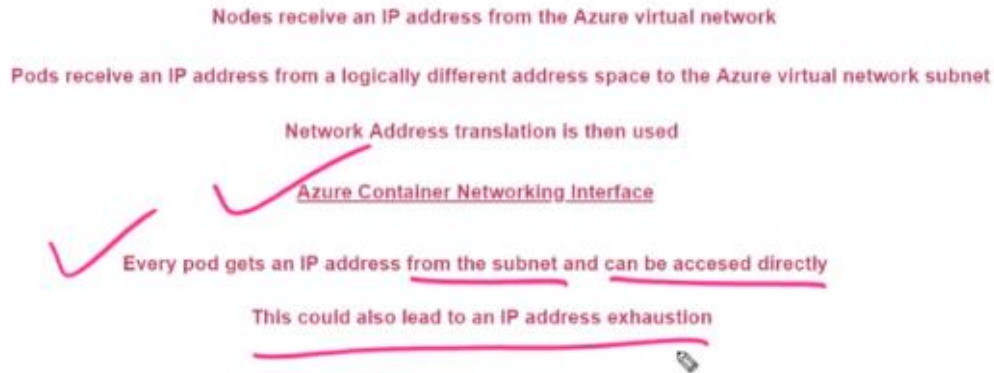 Nodes receive an IP address from the Azure virtual network
Pods receive an IP address from a logically different address space to the Azure virtual network subnet
Network Address translation is then used
Azure Container Networking Interface
Every pod gets an IP address from the subnet and can be accesed directly
This could also lead to an IP address exhaustion